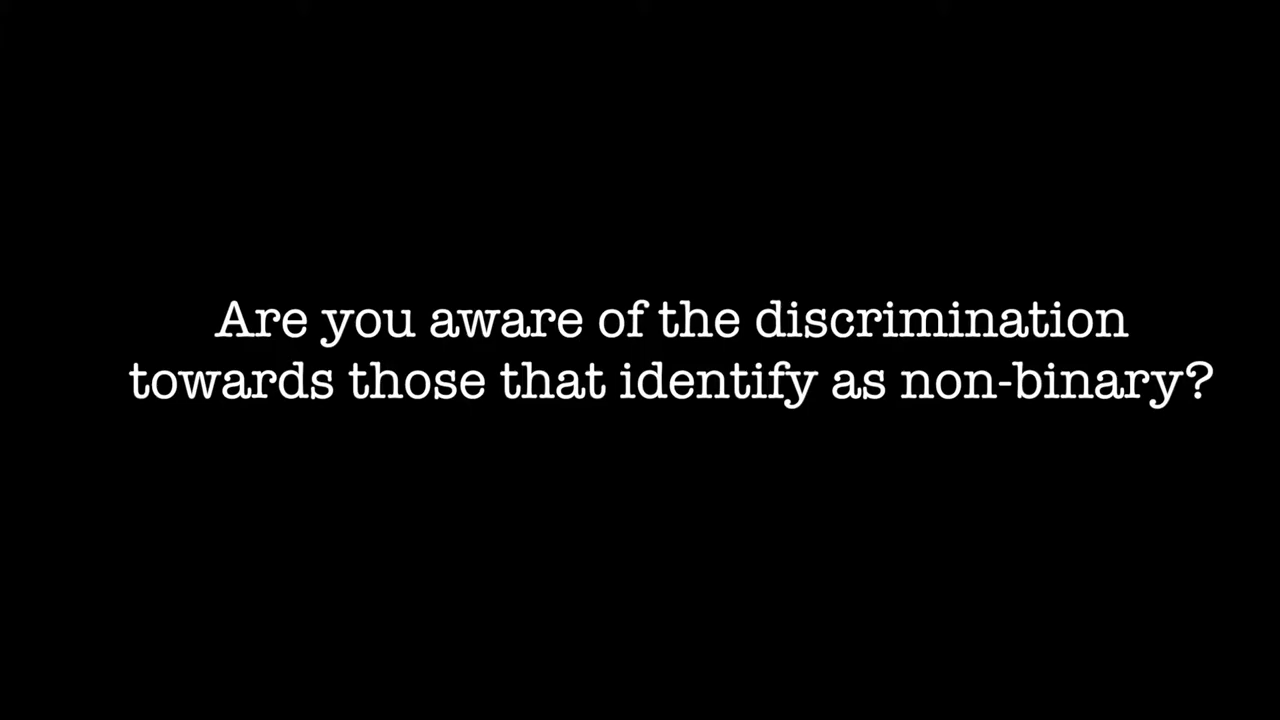 Are you aware of the discrimination
towards those that identify as non-binary?